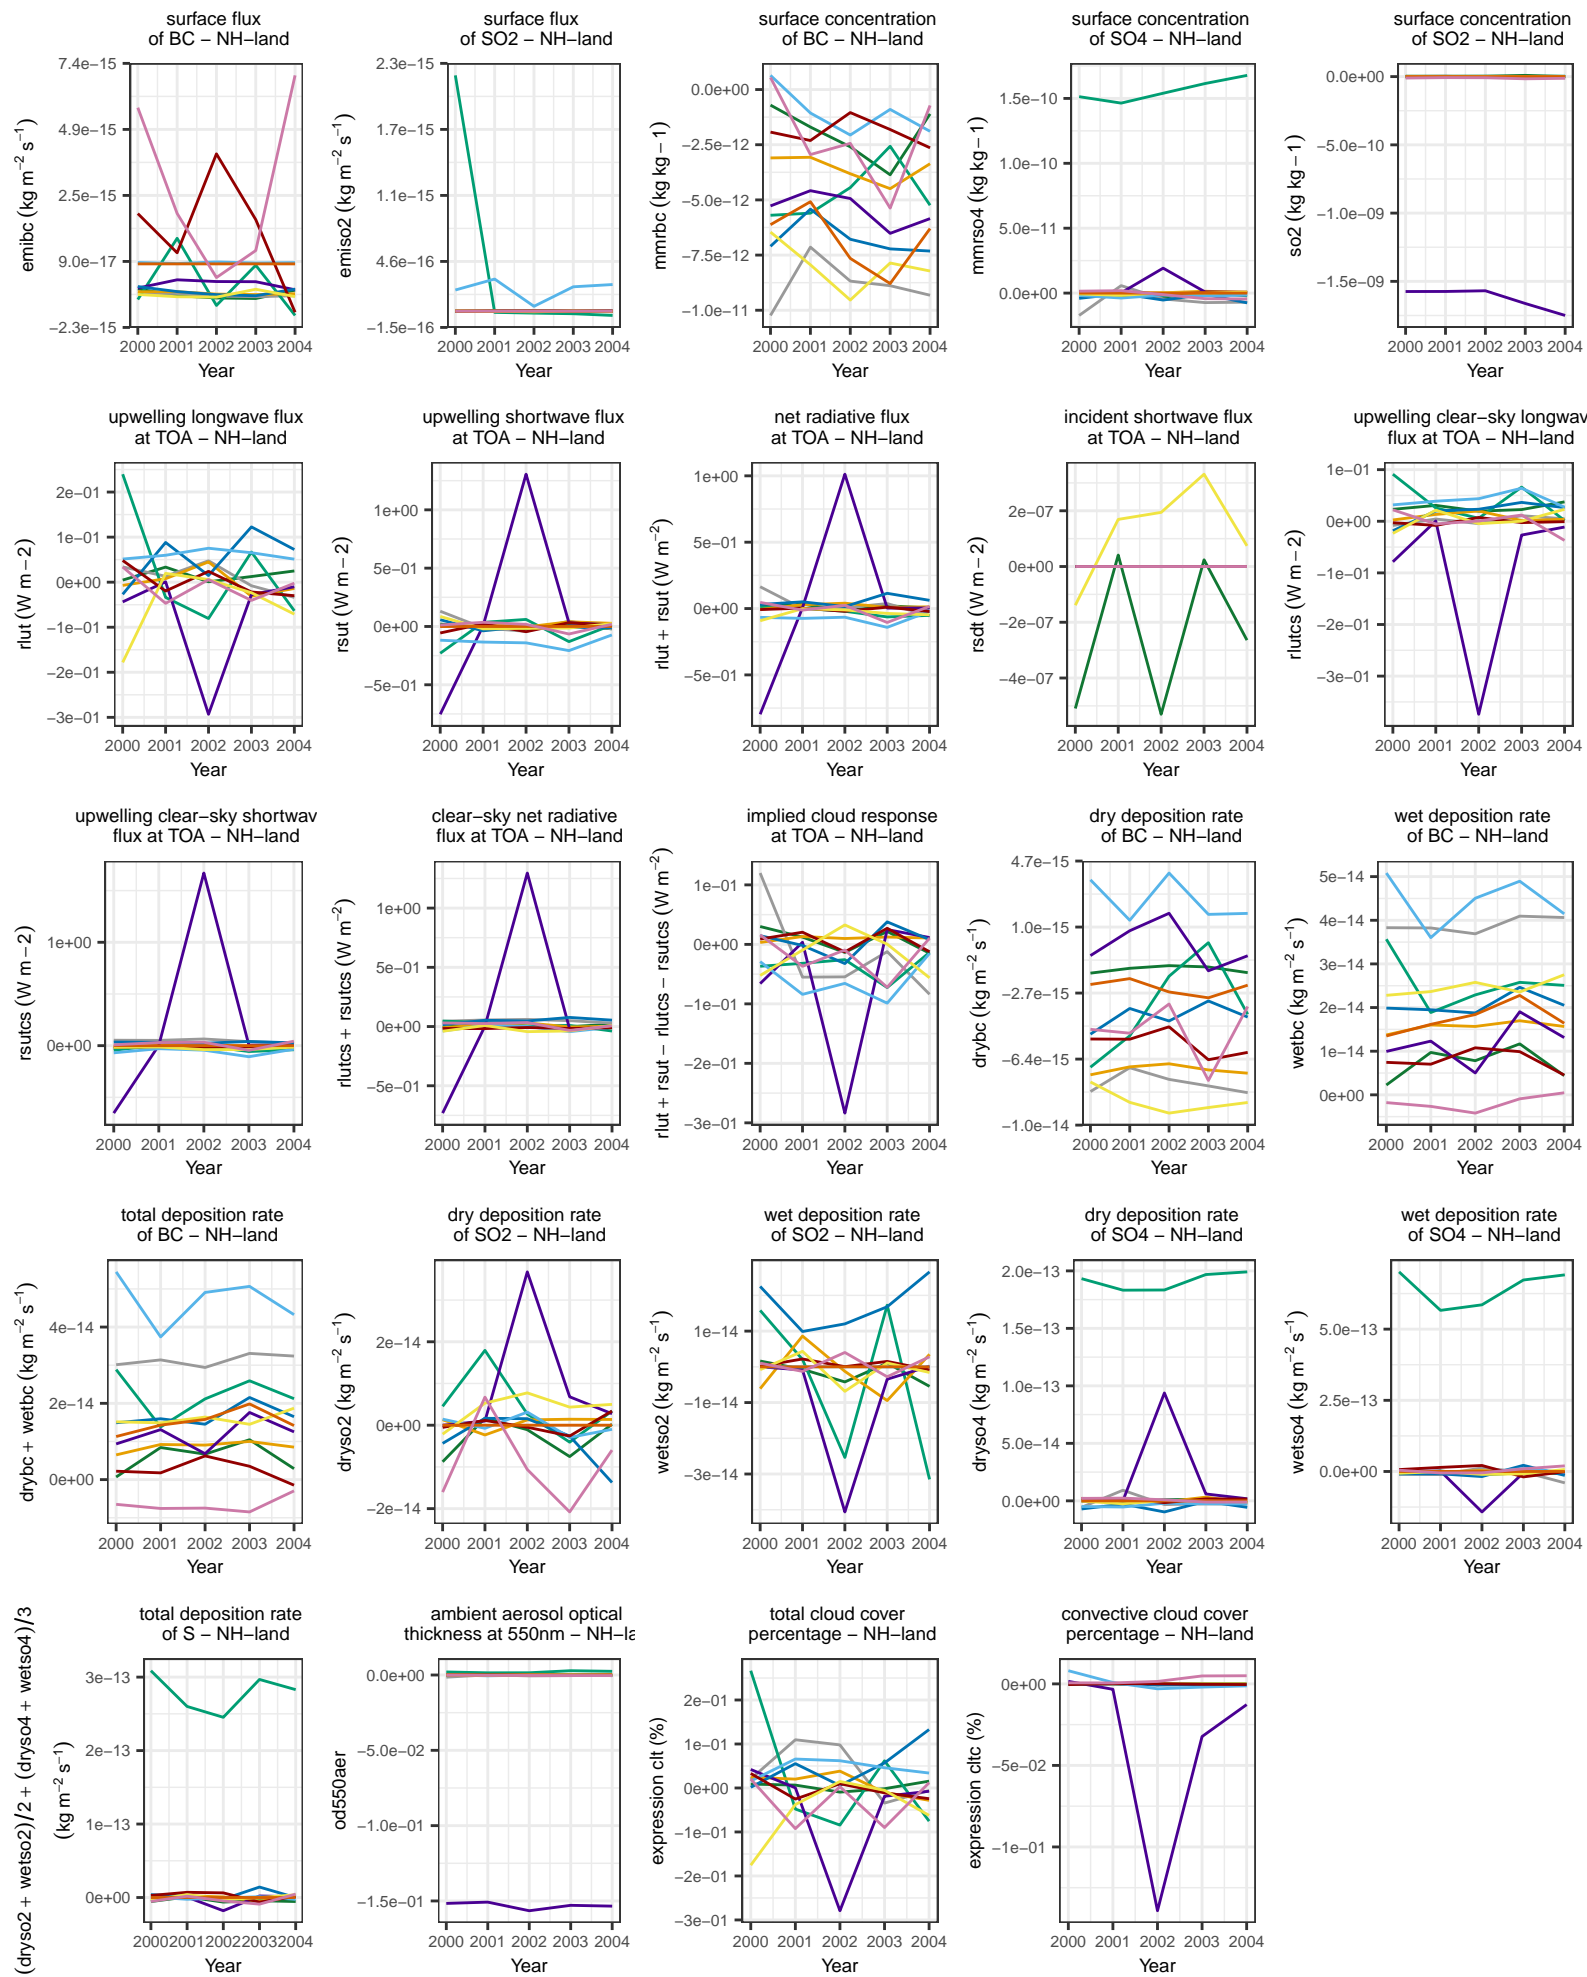 surface flux
of BC − NH−land
surface flux
of SO2 − NH−land
surface concentration
of BC − NH−land
surface concentration
of SO4 − NH−land
surface concentration
of SO2 − NH−land
emibc (kg m−2 s−1)
7.4e−15
4.9e−15
2.5e−15
9.0e−17
−2.3e−15
2000 2001 2002 2003 2004
Year
emiso2 (kg m−2 s−1)
2.3e−15
1.7e−15
1.1e−15
4.6e−16
−1.5e−16
2000 2001 2002 2003 2004
Year
mmrbc (kg kg−1)
0.0e+00
−2.5e−12
−5.0e−12
−7.5e−12
−1.0e−11
2000 2001 2002 2003 2004
Year
mmrso4 (kg kg−1)
1.5e−10
1.0e−10
5.0e−11
0.0e+00
2000 2001 2002 2003 2004
Year
so2 (kg kg−1)
0.0e+00
−5.0e−10
−1.0e−09
−1.5e−09
2000 2001 2002 2003 2004
Year
upwelling longwave flux
at TOA − NH−land
upwelling shortwave flux
at TOA − NH−land
net radiative flux
at TOA − NH−land
incident shortwave flux
at TOA − NH−land
upwelling clear−sky longwav
flux at TOA − NH−land
rlut (W m−2)
2e−01
1e−01
0e+00
−1e−01
−2e−01
−3e−01
2000 2001 2002 2003 2004
Year
rsut (W m−2)
1e+00
5e−01
0e+00
−5e−01
2000 2001 2002 2003 2004
Year
rlut + rsut (W m−2)
1e+00
5e−01
0e+00
−5e−01
2000 2001 2002 2003 2004
Year
rsdt (W m−2)
2e−07
0e+00
−2e−07
−4e−07
2000 2001 2002 2003 2004
Year
rlutcs (W m−2)
1e−01
0e+00
−1e−01
−2e−01
−3e−01
2000 2001 2002 2003 2004
Year
upwelling clear−sky shortwav
flux at TOA − NH−land
clear−sky net radiative
flux at TOA − NH−land
implied cloud response
at TOA − NH−land
dry deposition rate
of BC − NH−land
wet deposition rate
of BC − NH−land
rsutcs (W m−2)
1e+00
0e+00
2000 2001 2002 2003 2004
Year
rlutcs + rsutcs (W m−2)
1e+00
5e−01
0e+00
−5e−01
2000 2001 2002 2003 2004
Year
rlut + rsut − rlutcs − rsutcs (W m−2)
1e−01
0e+00
−1e−01
−2e−01
−3e−01
2000 2001 2002 2003 2004
Year
drybc (kg m−2 s−1)
4.7e−15
1.0e−15
−2.7e−15
−6.4e−15
−1.0e−14
2000 2001 2002 2003 2004
Year
wetbc (kg m−2 s−1)
5e−14
4e−14
3e−14
2e−14
1e−14
0e+00
2000 2001 2002 2003 2004
Year
total deposition rate
of BC − NH−land
dry deposition rate
of SO2 − NH−land
wet deposition rate
of SO2 − NH−land
dry deposition rate
of SO4 − NH−land
wet deposition rate
of SO4 − NH−land
drybc + wetbc (kg m−2 s−1)
4e−14
2e−14
0e+00
2000 2001 2002 2003 2004
Year
dryso2 (kg m−2 s−1)
2e−14
0e+00
−2e−14
2000 2001 2002 2003 2004
Year
wetso2 (kg m−2 s−1)
1e−14
−1e−14
−3e−14
2000 2001 2002 2003 2004
Year
dryso4 (kg m−2 s−1)
2.0e−13
1.5e−13
1.0e−13
5.0e−14
0.0e+00
2000 2001 2002 2003 2004
Year
wetso4 (kg m−2 s−1)
5.0e−13
2.5e−13
0.0e+00
2000 2001 2002 2003 2004
Year
total deposition rate
of S − NH−land
ambient aerosol optical
thickness at 550nm − NH−la
total cloud cover
percentage − NH−land
convective cloud cover
percentage − NH−land
(dryso2 + wetso2)/2 + (dryso4 + wetso4)/3
(kg m−2 s−1)
3e−13
2e−13
1e−13
0e+00
2000 2001 2002 2003 2004
Year
od550aer
0.0e+00
−5.0e−02
−1.0e−01
−1.5e−01
2000 2001 2002 2003 2004
Year
expression clt (%)
2e−01
1e−01
0e+00
−1e−01
−2e−01
−3e−01
2000 2001 2002 2003 2004
Year
expression cltc (%)
0e+00
−5e−02
−1e−01
2000 2001 2002 2003 2004
Year